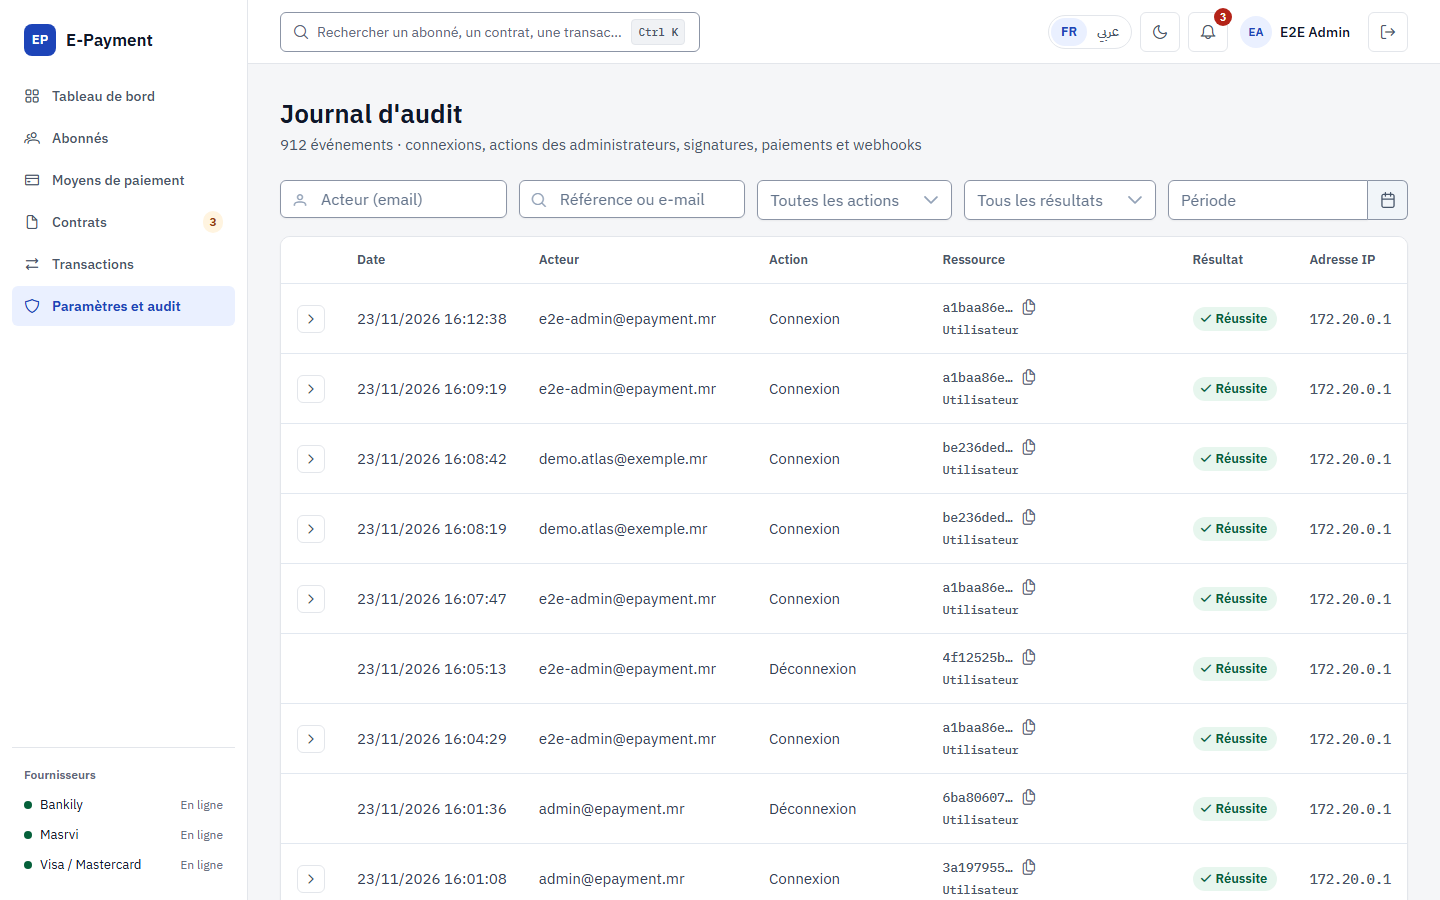 EP E-Payment
Rechercher un abonné, un contrat, une transac... Ctrl K
FR عربي 3 EA E2E Admin
Tableau de bord
Abonnés
Moyens de paiement
Contrats 3
Transactions
Paramètres et audit
Journal d'audit
912 événements · connexions, actions des administrateurs, signatures, paiements et webhooks
Acteur (email) Référence ou e-mail Toutes les actions Tous les résultats Période
Date Acteur Action Ressource Résultat Adresse IP
23/11/2026 16:12:38 e2e-admin@epayment.mr Connexion a1baa86e… Réussite 172.20.0.1
Utilisateur
23/11/2026 16:09:19 e2e-admin@epayment.mr Connexion a1baa86e… Réussite 172.20.0.1
Utilisateur
23/11/2026 16:08:42 demo.atlas@exemple.mr Connexion be236ded… Réussite 172.20.0.1
Utilisateur
23/11/2026 16:08:19 demo.atlas@exemple.mr Connexion be236ded… Réussite 172.20.0.1
Utilisateur
23/11/2026 16:07:47 e2e-admin@epayment.mr Connexion a1baa86e… Réussite 172.20.0.1
Utilisateur
23/11/2026 16:05:13 e2e-admin@epayment.mr Déconnexion 4f12525b… Réussite 172.20.0.1
Utilisateur
23/11/2026 16:04:29 e2e-admin@epayment.mr Connexion a1baa86e… Réussite 172.20.0.1
Utilisateur
23/11/2026 16:01:36 admin@epayment.mr Déconnexion 6ba80607… Réussite 172.20.0.1
Utilisateur
23/11/2026 16:01:08 admin@epayment.mr Connexion 3a197955… Réussite 172.20.0.1
Utilisateur
Fournisseurs
Bankily En ligne
Masrvi En ligne
Visa / Mastercard En ligne